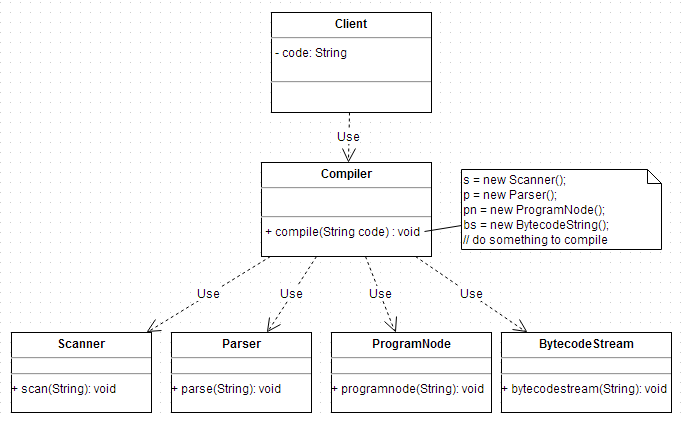 Client
- code: String
Use
Compiler
+ compile(String code) : void
s = new Scanner();
p = new Parser();
pn = new ProgramNode();
bs = new BytecodeString();
// do something to compile
Use
Use
Use
Use
Scanner
+ scan(String): void
Parser
+ parse(String): void
ProgramNode
+ programnode(String): void
BytecodeStream
+ bytecodestream(String): void